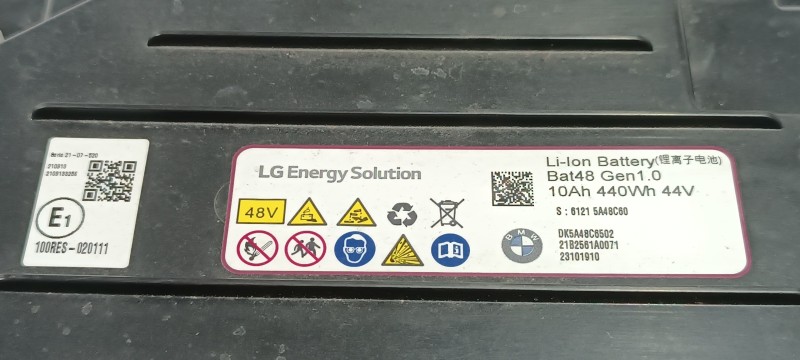 210910
E1
100RES-020111
LG Energy Solution
48V
Li-Ion Battery(锂离子电池)
Bat48 Gen1.0
10Ah 440Wh 44V
S : 6121 5A48C60
BMW
DK5A48C6502
21B2561A0071
23101910